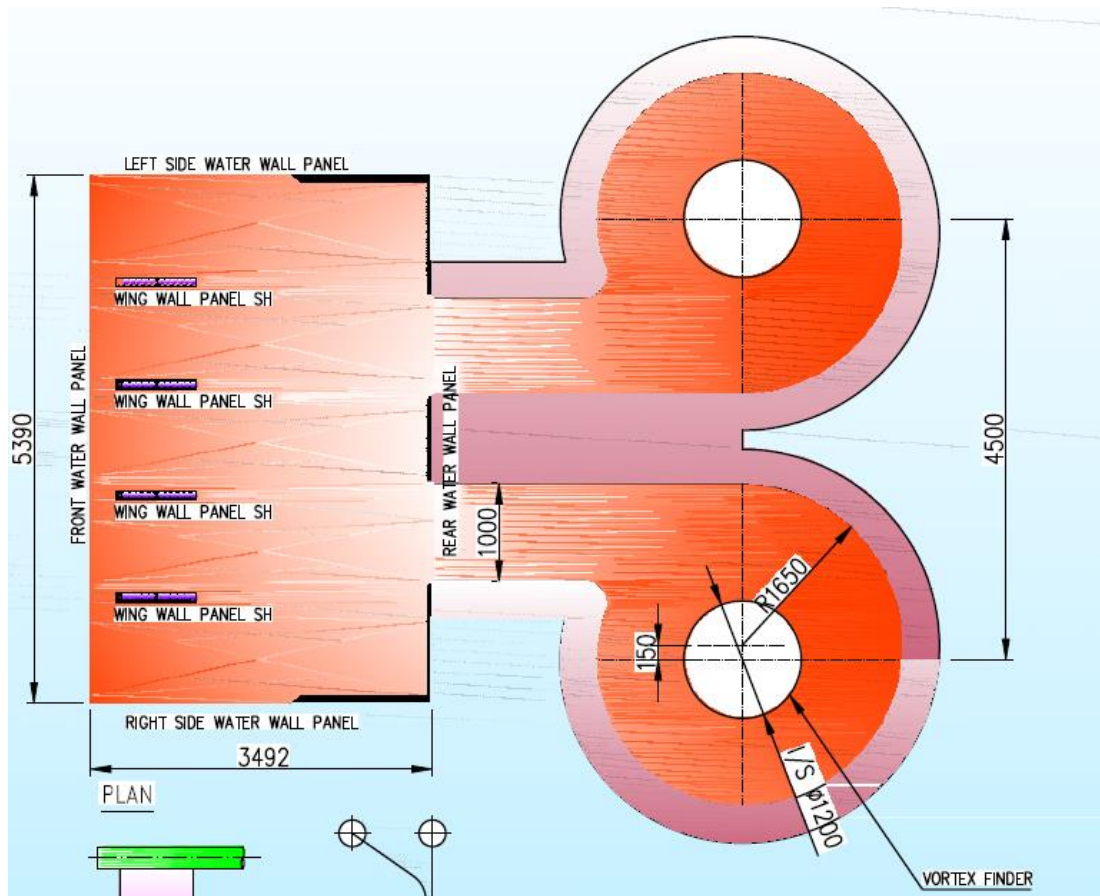 LEFT SIDE WATER WALL PANEL
WING WALL PANEL SH
WING WALL PANEL SH
WING WALL PANEL SH
WING WALL PANEL SH
FRONT WATER WALL PANEL
5390
REAR WATER WALL PANEL
1000
4500
R1650
150
I/S ø1200
RIGHT SIDE WATER WALL PANEL
3492
PLAN
VORTEX FINDER